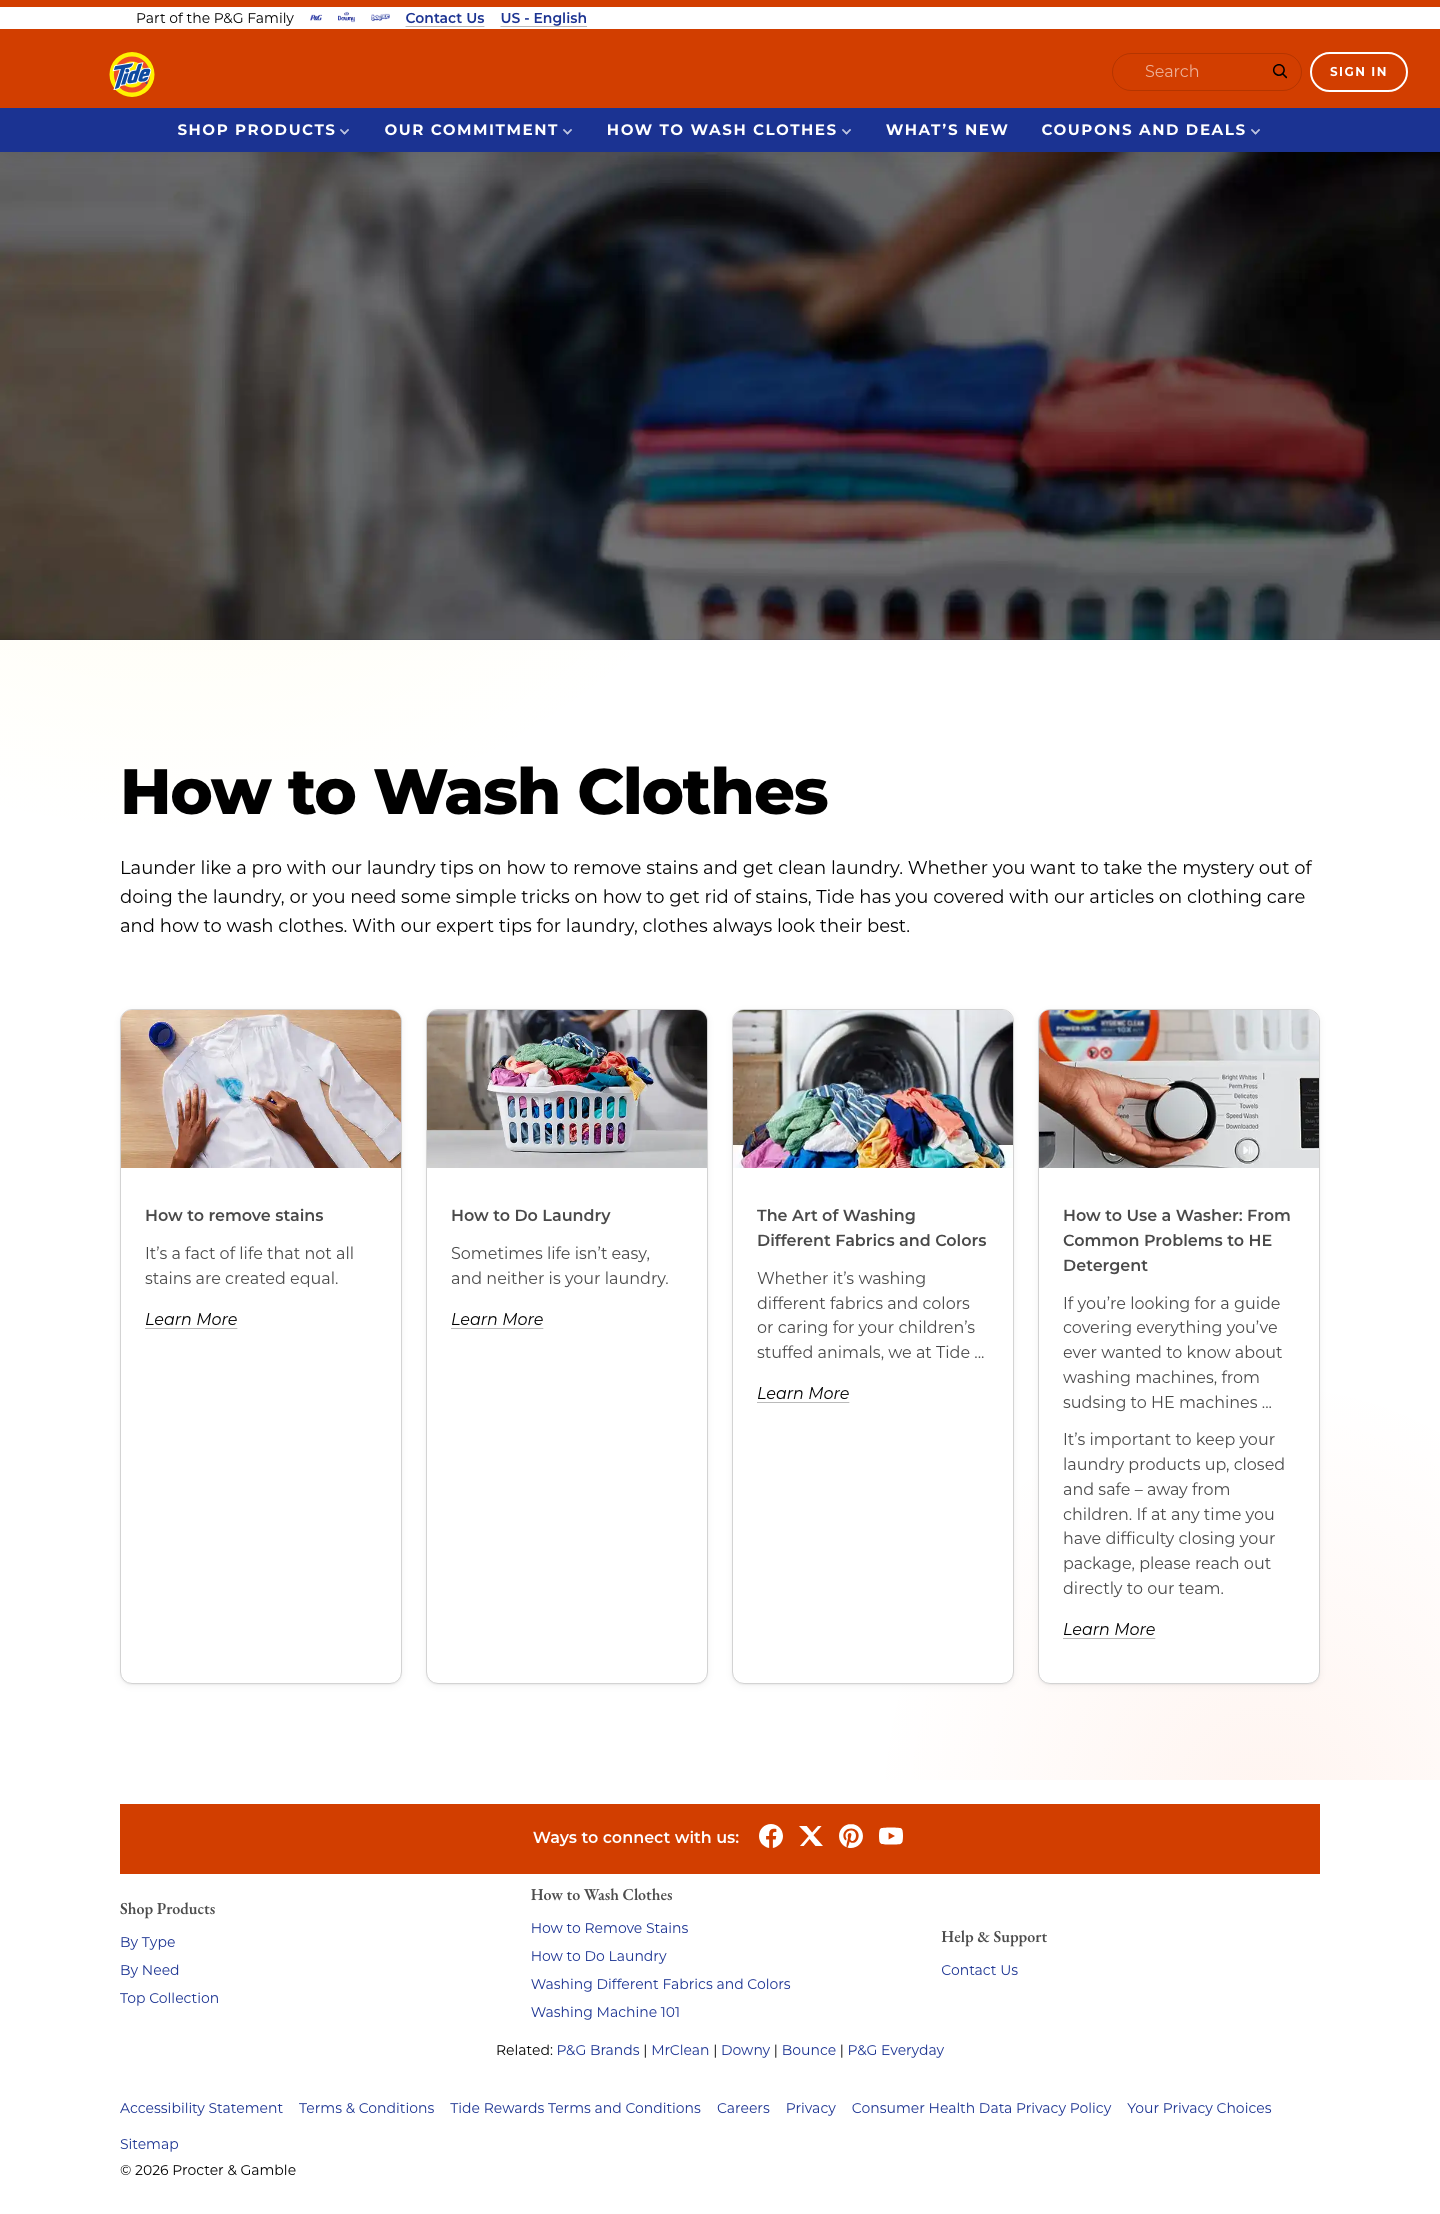 Part of the P&G Family P&G Downy Contact Us US - English
Tide
Search
SIGN IN
SHOP PRODUCTS OUR COMMITMENT HOW TO WASH CLOTHES WHAT’S NEW COUPONS AND DEALS
How to Wash Clothes
Launder like a pro with our laundry tips on how to remove stains and get clean laundry. Whether you want to take the mystery out of
doing the laundry, or you need some simple tricks on how to get rid of stains, Tide has you covered with our articles on clothing care
and how to wash clothes. With our expert tips for laundry, clothes always look their best.
How to remove stains
It’s a fact of life that not all
stains are created equal.
Learn More
How to Do Laundry
Sometimes life isn’t easy,
and neither is your laundry.
Learn More
The Art of Washing
Different Fabrics and Colors
Whether it’s washing
different fabrics and colors
or caring for your children’s
stuffed animals, we at Tide ...
Learn More
POWER PODS
HYGIENIC CLEAN
10X
Bright Whites
Perm.Press
Delicates
Towels
Speed Wash
Downloaded
How to Use a Washer: From
Common Problems to HE
Detergent
If you’re looking for a guide
covering everything you’ve
ever wanted to know about
washing machines, from
sudsing to HE machines ...
It’s important to keep your
laundry products up, closed
and safe – away from
children. If at any time you
have difficulty closing your
package, please reach out
directly to our team.
Learn More
Ways to connect with us:
Shop Products
By Type
By Need
Top Collection
How to Wash Clothes
How to Remove Stains
How to Do Laundry
Washing Different Fabrics and Colors
Washing Machine 101
Help & Support
Contact Us
Related: P&G Brands | MrClean | Downy | Bounce | P&G Everyday
Accessibility Statement Terms & Conditions Tide Rewards Terms and Conditions Careers Privacy Consumer Health Data Privacy Policy Your Privacy Choices
Sitemap
© 2026 Procter & Gamble